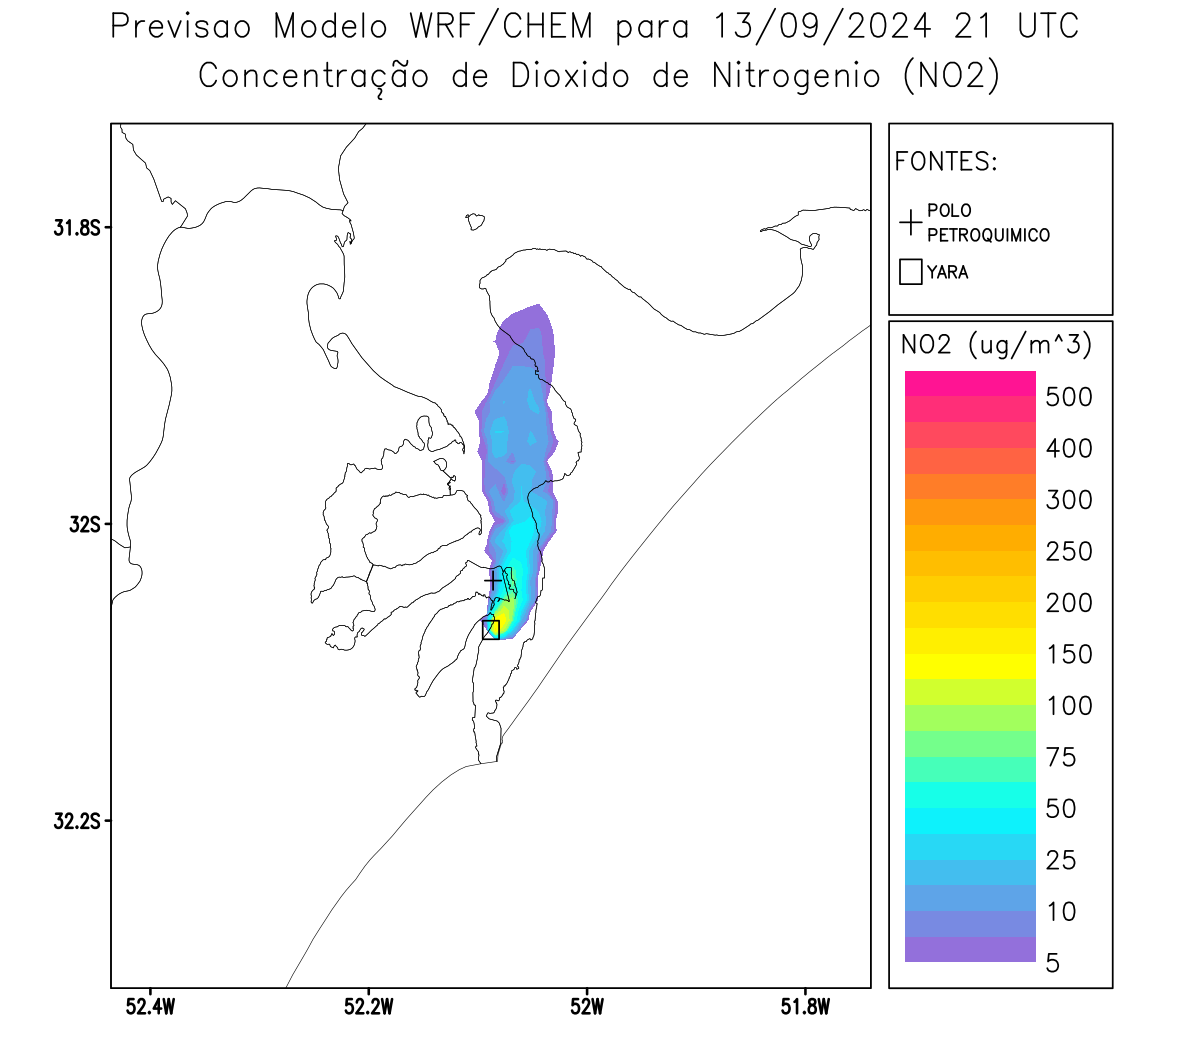 Previsao Modelo WRF/CHEM para 13/09/2024 21 UTC
Concentração de Dioxido de Nitrogenio (NO2)
FONTES:
POLO
PETROQUIMICO
YARA
NO2 (ug/m^3)
500
400
300
250
200
150
100
75
50
25
10
5
31.8S
32S
32.2S
52.4W
52.2W
52W
51.8W